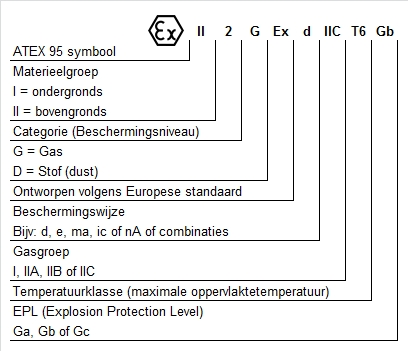 Ex II 2 G Ex d IIC T6 Gb
ATEX 95 symbool
Materieelgroep
I = ondergronds
II = bovengronds
Categorie (Beschermingsniveau)
G = Gas
D = Stof (dust)
Ontworpen volgens Europese standaard
Beschermingswijze
Bijv: d, e, ma, ic of nA of combinaties
Gasgroep
I, IIA, IIB of IIC
Temperatuurklasse (maximale oppervlaktetemperatuur)
EPL (Explosion Protection Level)
Ga, Gb of Gc